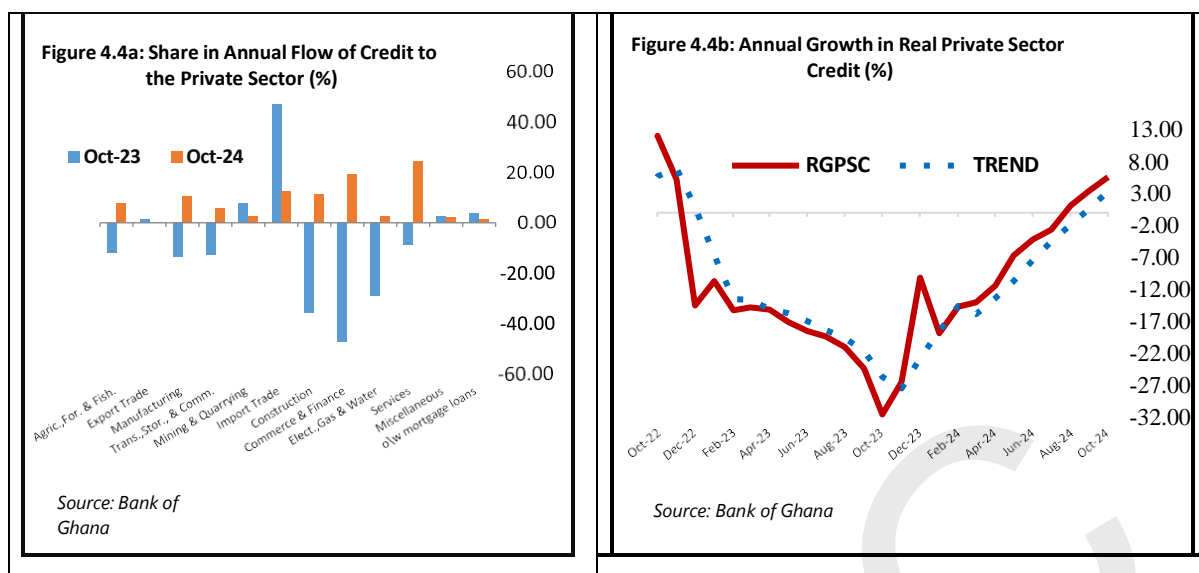 Figure 4.4a: Share in Annual Flow of Credit to
the Private Sector (%)
60.00
40.00
20.00
0.00
-20.00
-40.00
-60.00
Oct-23
Oct-24
Agric.,For. & Fish.
Export Trade
Manufacturing
Trans.,Stor., & Comm.
Mining & Quarrying
Import Trade
Construction
Commerce & Finance
Elect.,Gas & Water
Services
Miscellaneous
o\w mortgage loans
Source: Bank of
Ghana
Figure 4.4b: Annual Growth in Real Private Sector
Credit (%)
13.00
8.00
3.00
-2.00
-7.00
-12.00
-17.00
-22.00
-27.00
-32.00
RGPSC
TREND
Oct-22
Dec-22
Feb-23
Apr-23
Jun-23
Aug-23
Oct-23
Dec-23
Feb-24
Apr-24
Jun-24
Aug-24
Oct-24
Source: Bank of Ghana